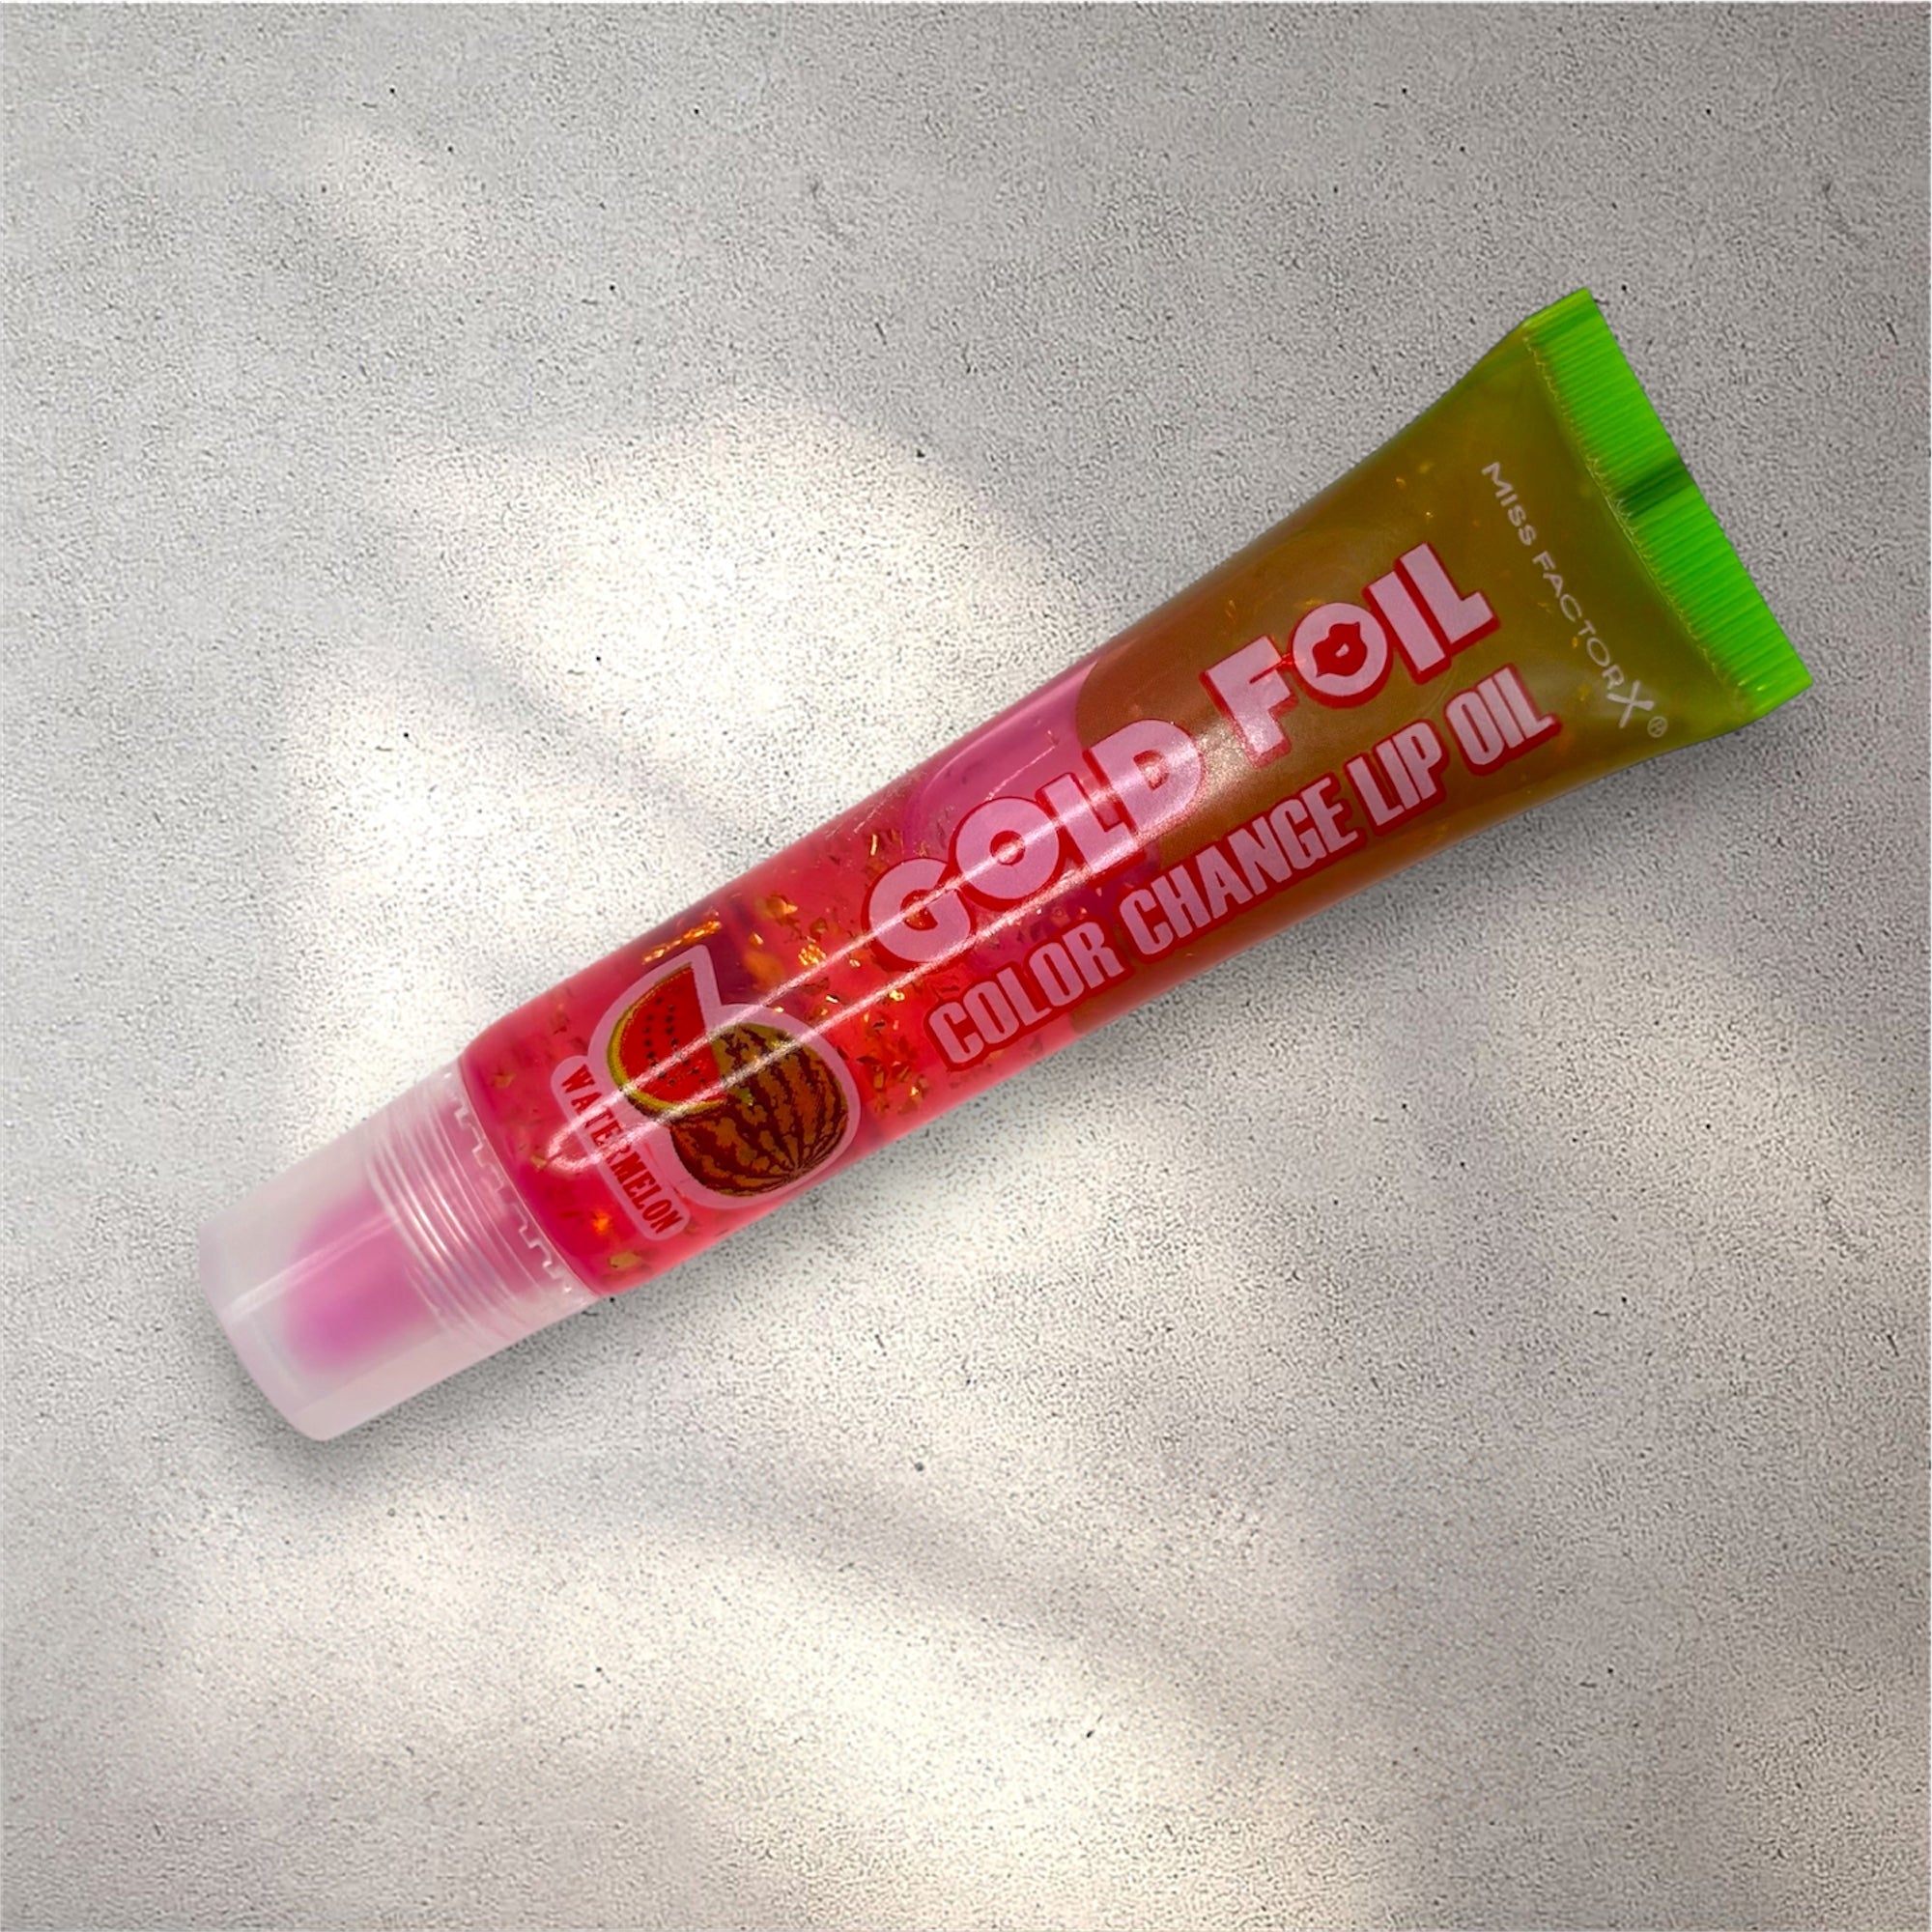 MISS FACTORX®
GOLD FOIL
COLOR CHANGE LIP OIL
WATERMELON